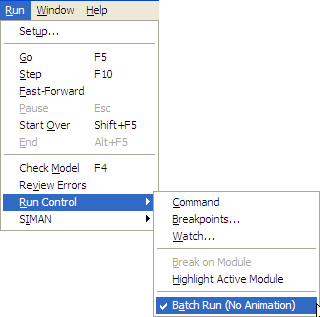 Run Window Help
Setup...
Go F5
Step F10
Fast-Forward
Pause Esc
Start Over Shift+F5
End Alt+F5
Check Model F4
Review Errors
Run Control
SIMAN
Command
Breakpoints...
Watch...
Break on Module
Highlight Active Module
Batch Run (No Animation)